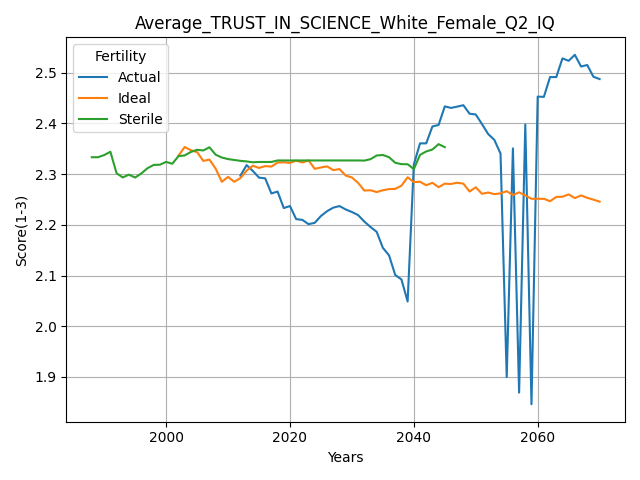 Average_TRUST_IN_SCIENCE_White_Female_Q2_IQ
Fertility
Actual
Ideal
Sterile
Score(1-3)
2.5
2.4
2.3
2.2
2.1
2.0
1.9
2000 2020 2040 2060
Years